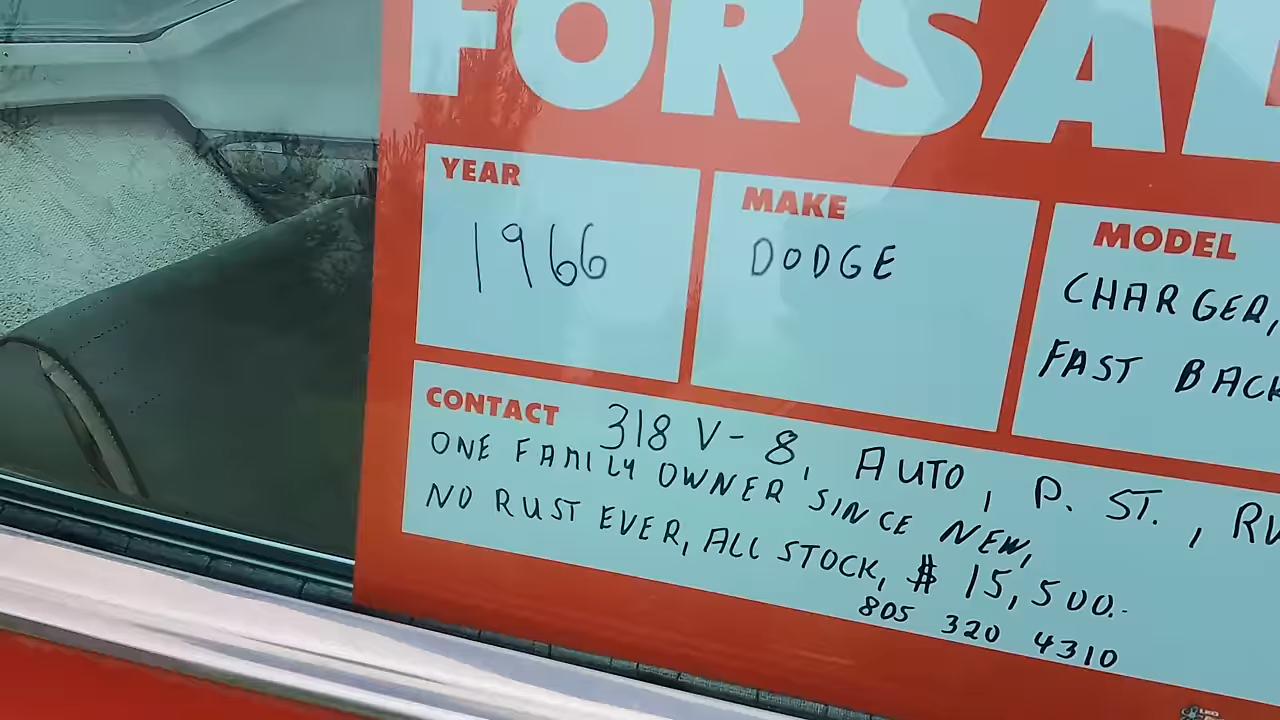 FOR SALE
YEAR
1966
MAKE
DODGE
MODEL
CHARGER,
FAST BACK
CONTACT 318 V-8, AUTO, P. ST.,
ONE FAMILY OWNER SINCE NEW,
NO RUST EVER, ALL STOCK, $ 15,500.-
805 320 4310